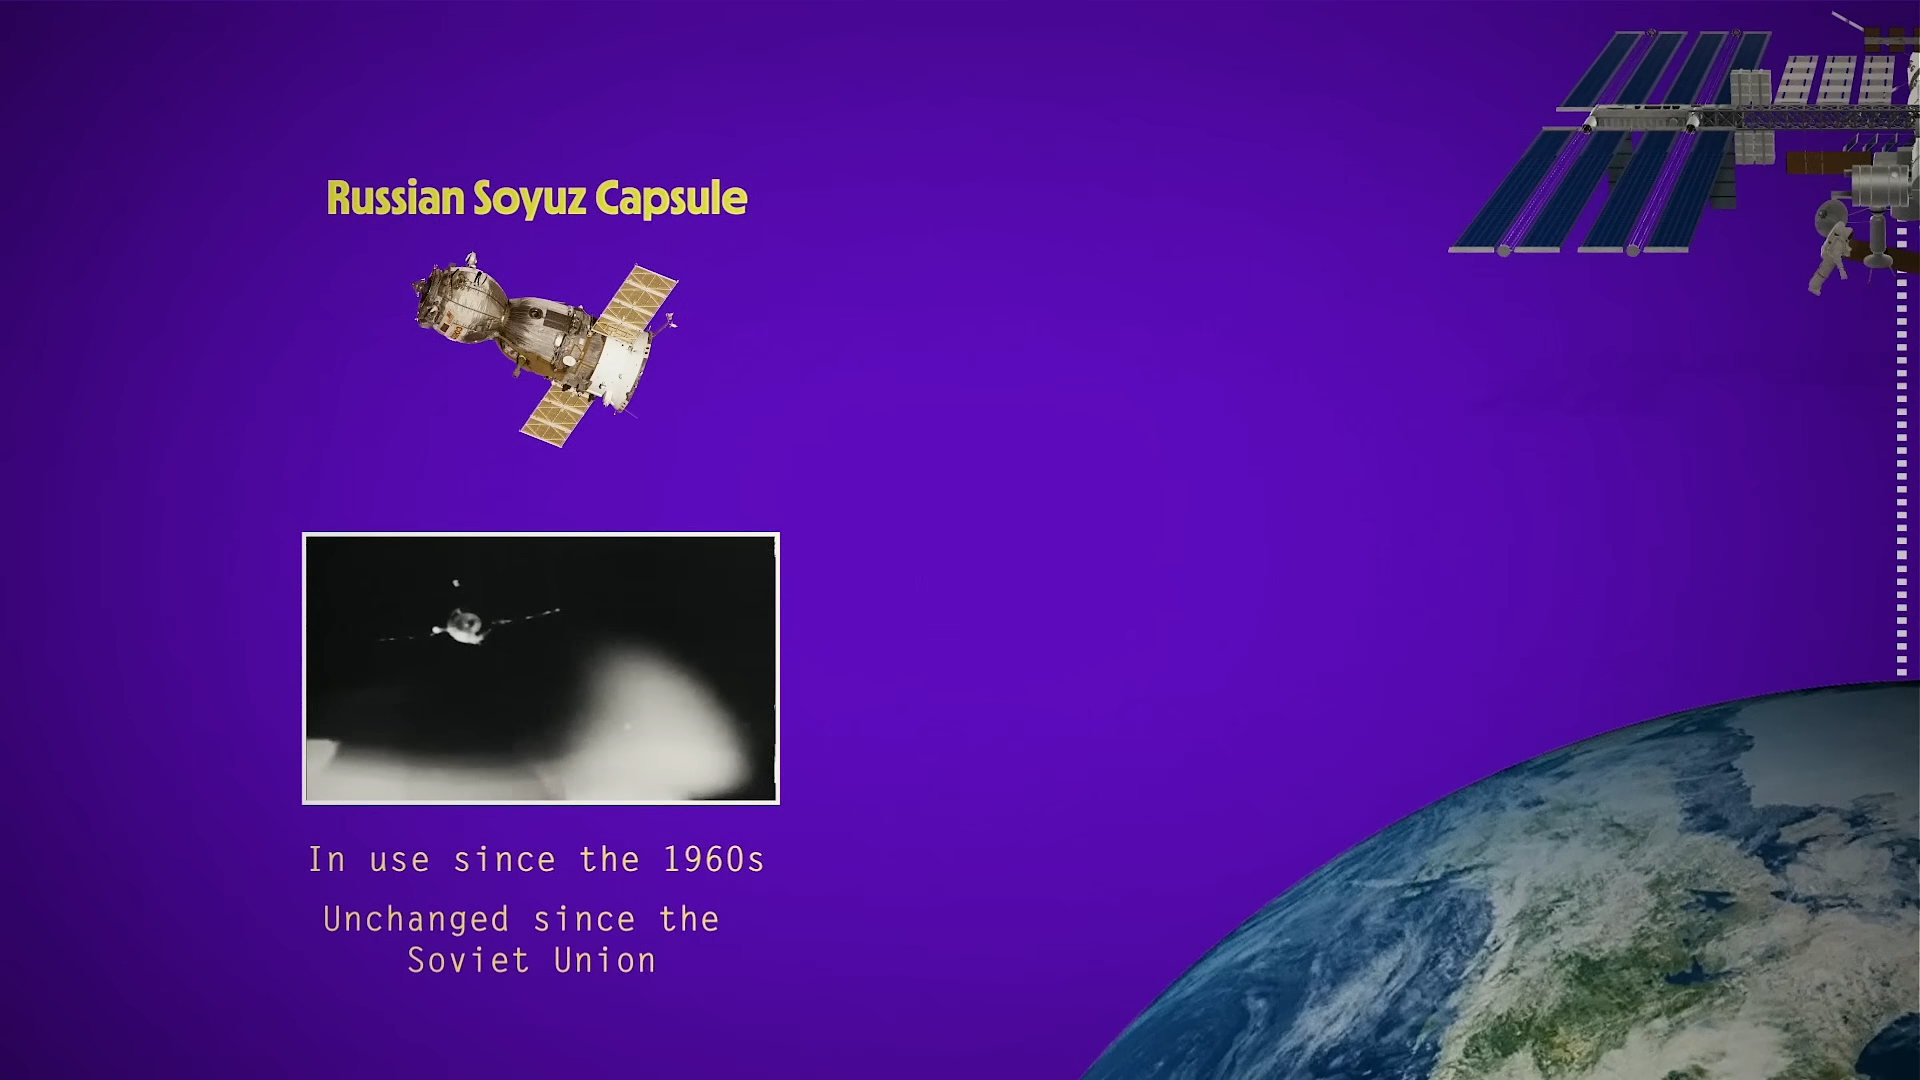 Russian Soyuz Capsule
In use since the 1960s
Unchanged since the
Soviet Union